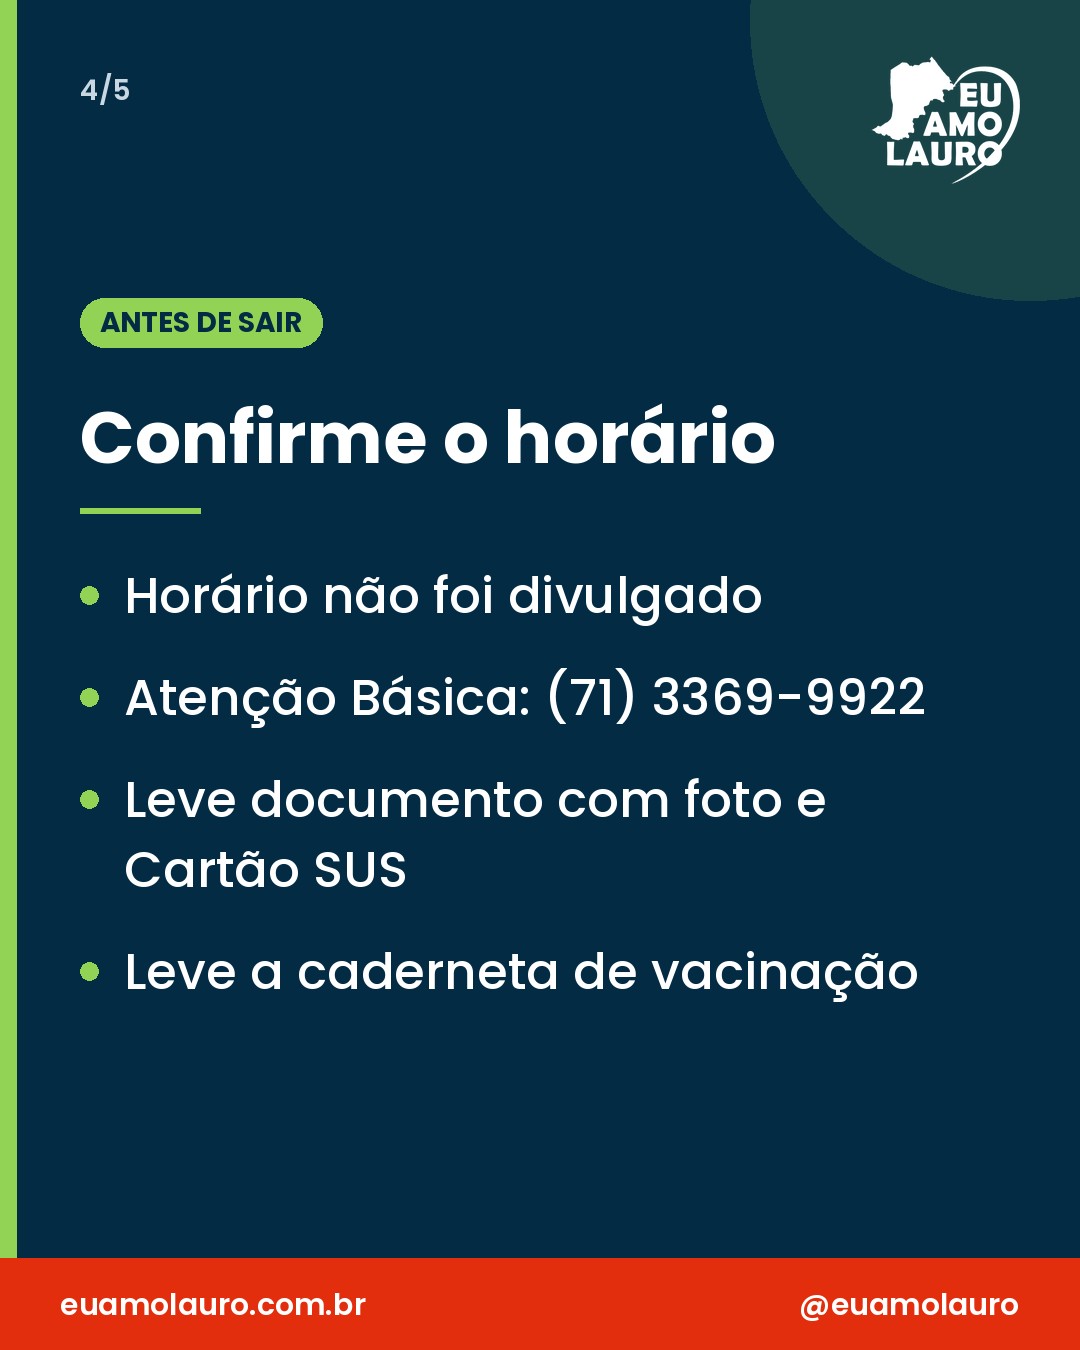 4/5
EU
AMO
LAURO
ANTES DE SAIR
Confirme o horário
Horário não foi divulgado
Atenção Básica: (71) 3369-9922
Leve documento com foto e
Cartão SUS
Leve a caderneta de vacinação
euamolauro.com.br
@euamolauro